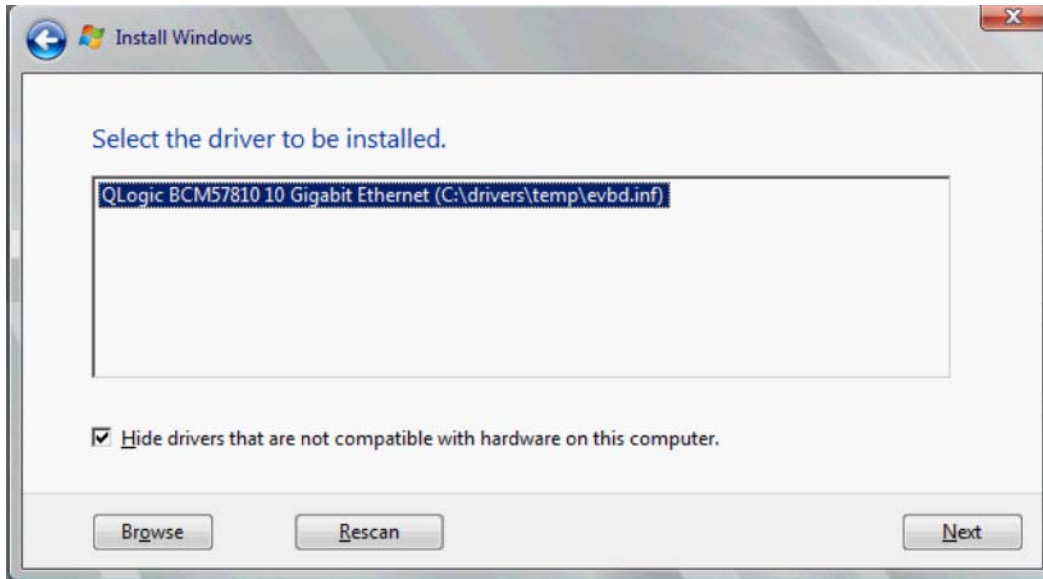 Install Windows
Select the driver to be installed.
QLogic BCM57810 10 Gigabit Ethernet (C:\drivers\temp\evbd.inf)
Hide drivers that are not compatible with hardware on this computer.
Browse Rescan Next